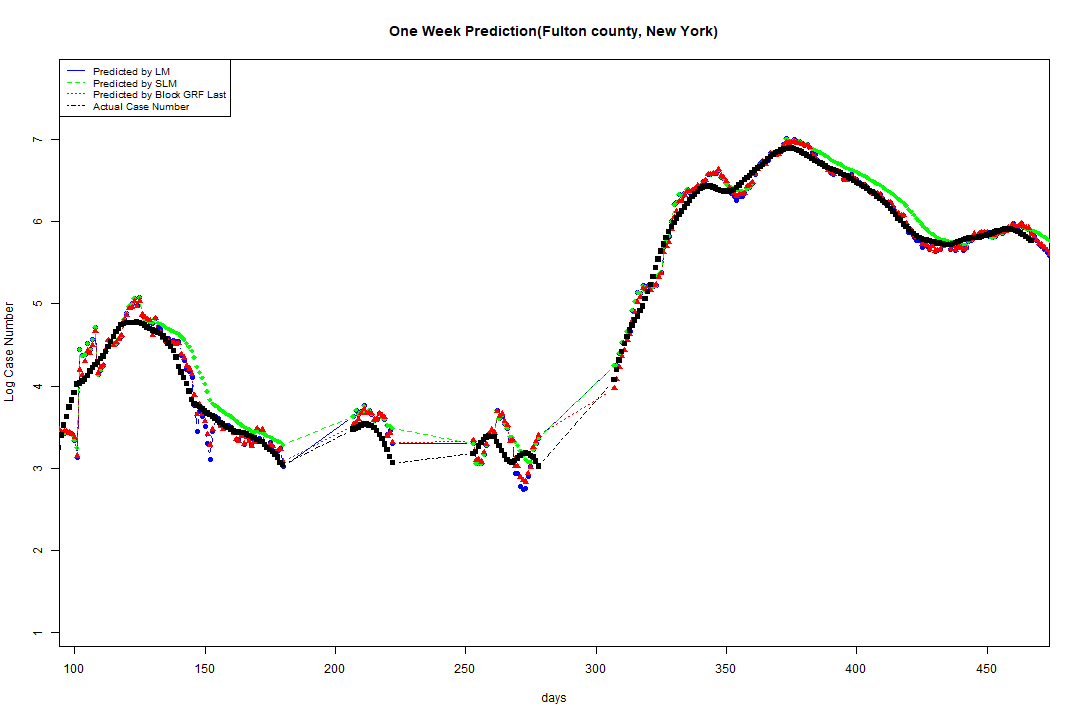 One Week Prediction(Fulton county, New York)
Predicted by LM
Predicted by SLM
Predicted by Block GRF Last
Actual Case Number
7
6
5
4
3
2
1
Log Case Number
100 150 200 250 300 350 400 450
days